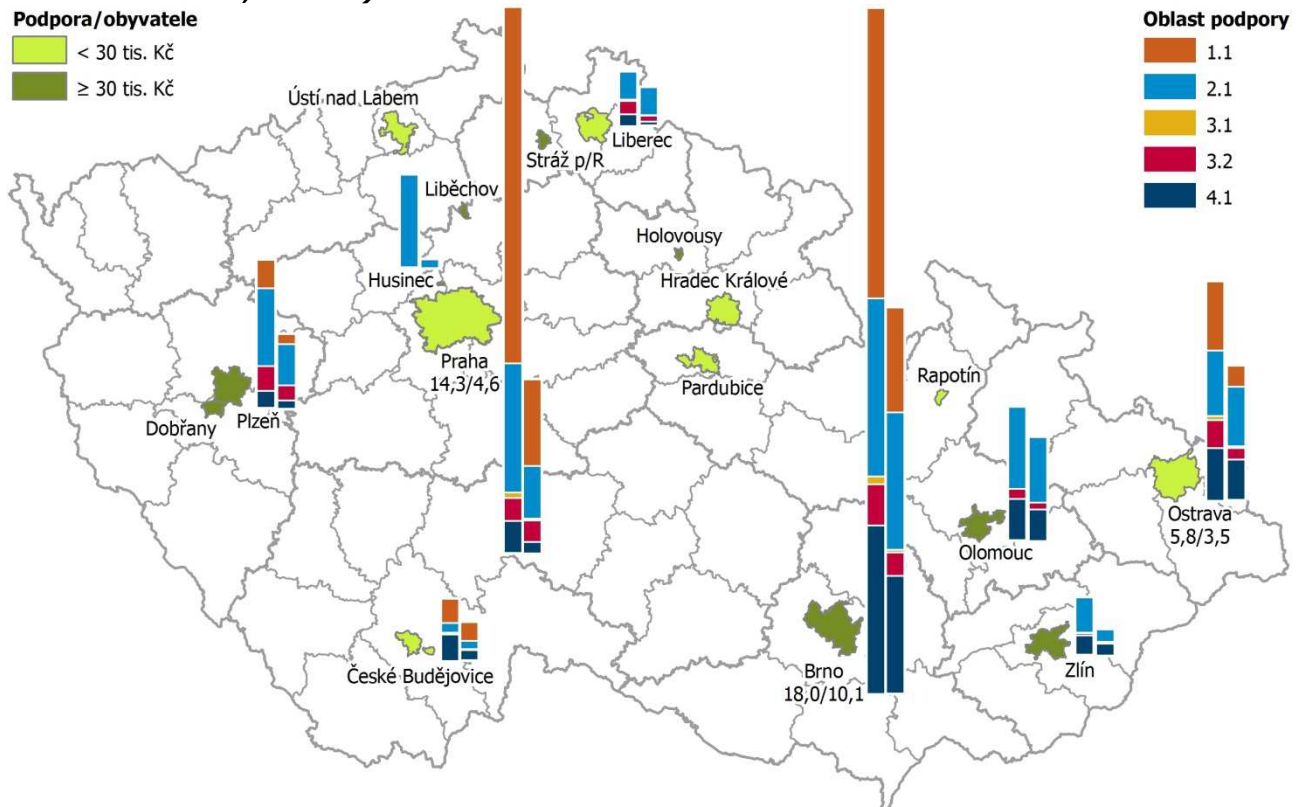 Podpora/obyvatele
< 30 tis. Kč
≥ 30 tis. Kč
Oblast podpory
1.1
2.1
3.1
3.2
4.1
Ústí nad Labem
Stráž p/R
Liberec
Liběchov
Holovousy
Husinec
Hradec Králové
Praha
14,3/4,6
Pardubice
Rapotín
Dobřany
Plzeň
Olomouc
Ostrava
5,8/3,5
České Budějovice
Brno
18,0/10,1
Zlín